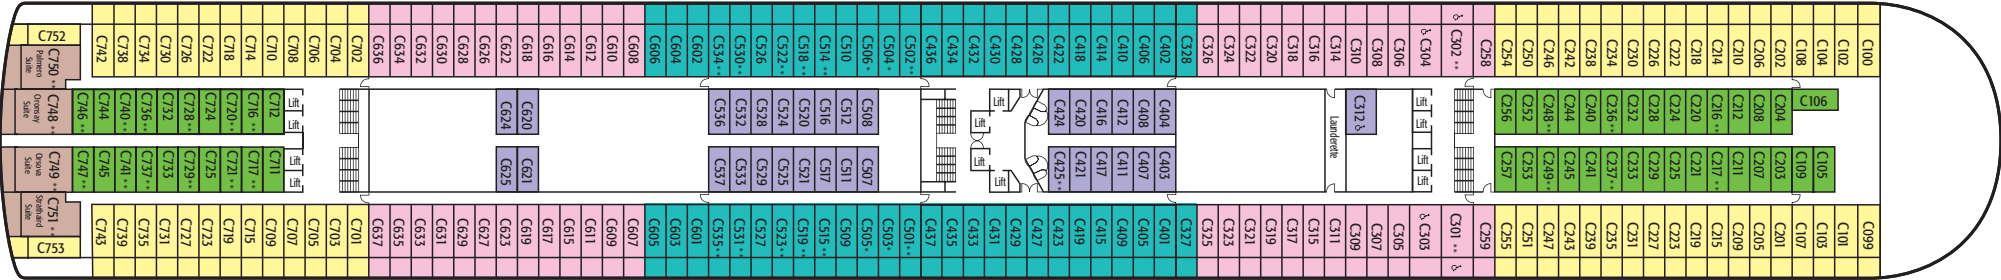 C752
C742 C738 C734 C730 C726 C722 C718 C714 C710 C708 C706 C704 C702 C636 C634 C632 C630 C628 C626 C622 C618 C616 C614 C612 C610 C608 C606 C604 C602 C534** C530** C526 C522** C518** C514** C510 C506* C502** C436 C434 C432 C430 C428 C426 C422 C418 C414 C410 C406 C402 C328 C326 C324 C322 C320 C318 C316 C314 C310 C308 C306 C304 C302** C258 C254 C250 C246 C242 C238 C234 C230 C226 C222 C218 C214 C210 C206 C202 C108 C104 C102 C100
C750**
Palmero
Suite
C748**
Oronsay
Suite
C746** C744 C740** C736** C732 C728** C724 C720** C716** C712
Lift
Lift
C624 C620
C536 C532 C528 C524 C520 C516 C512 C508
Lift
Lift
C424 C420 C416 C412 C408 C404
Launderette
C312
Lift
Lift
C256 C252 C248** C244 C240 C236** C232 C228 C224 C220 C216** C212 C208 C204
C106
C749**
Orsova
Suite
C747** C745 C741** C737** C733 C729** C725 C721** C717** C711
Lift
Lift
C625 C621
C537 C533 C529 C525 C521 C517 C511 C507
Lift
Lift
C425** C421 C417 C411 C407 C403
Lift
Lift
C257 C253 C249** C245 C241 C237** C233 C229 C225 C221 C217** C211 C207 C203 C109 C105
C751**
Strathaird
Suite
C753
C743 C739 C735 C731 C727 C723 C719 C715 C709 C707 C705 C703 C701 C637 C635 C633 C631 C629 C627 C623 C619 C617 C615 C611 C609 C607 C605 C603 C601 C535** C531** C527 C523** C519** C515** C509 C505* C503* C501** C437 C435 C433 C431 C429 C427 C423 C419 C415 C409 C405 C401 C327 C325 C323 C321 C319 C317 C315 C311 C309 C307 C305 C303 C301** C259 C255 C251 C247 C243 C239 C235 C231 C227 C223 C219 C215 C209 C205 C201 C107 C103 C101 C099